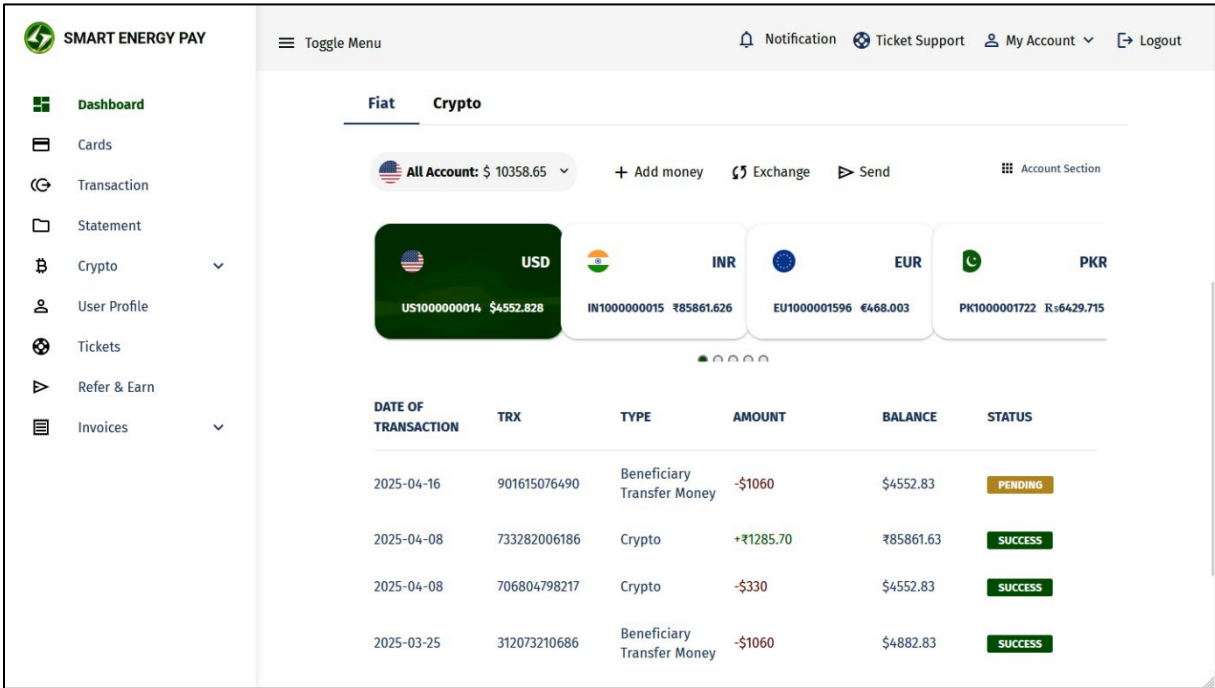 SMART ENERGY PAY
Toggle Menu
Notification
Ticket Support
My Account
Logout
Dashboard
Cards
Transaction
Statement
Crypto
User Profile
Tickets
Refer & Earn
Invoices
Fiat Crypto
All Account: $ 10358.65
+ Add money
Exchange
Send
Account Section
USD
US1000000014 $4552.828
INR
IN1000000015 ₹85861.626
EUR
EU1000001596 €468.003
PKR
PK1000001722 ₨6429.715
DATE OF
TRANSACTION
TRX
TYPE
AMOUNT
BALANCE
STATUS
2025-04-16 901615076490 Beneficiary
Transfer Money -$1060 $4552.83 PENDING
2025-04-08 733282006186 Crypto +₹1285.70 ₹85861.63 SUCCESS
2025-04-08 706804798217 Crypto -$330 $4552.83 SUCCESS
2025-03-25 312073210686 Beneficiary
Transfer Money -$1060 $4882.83 SUCCESS